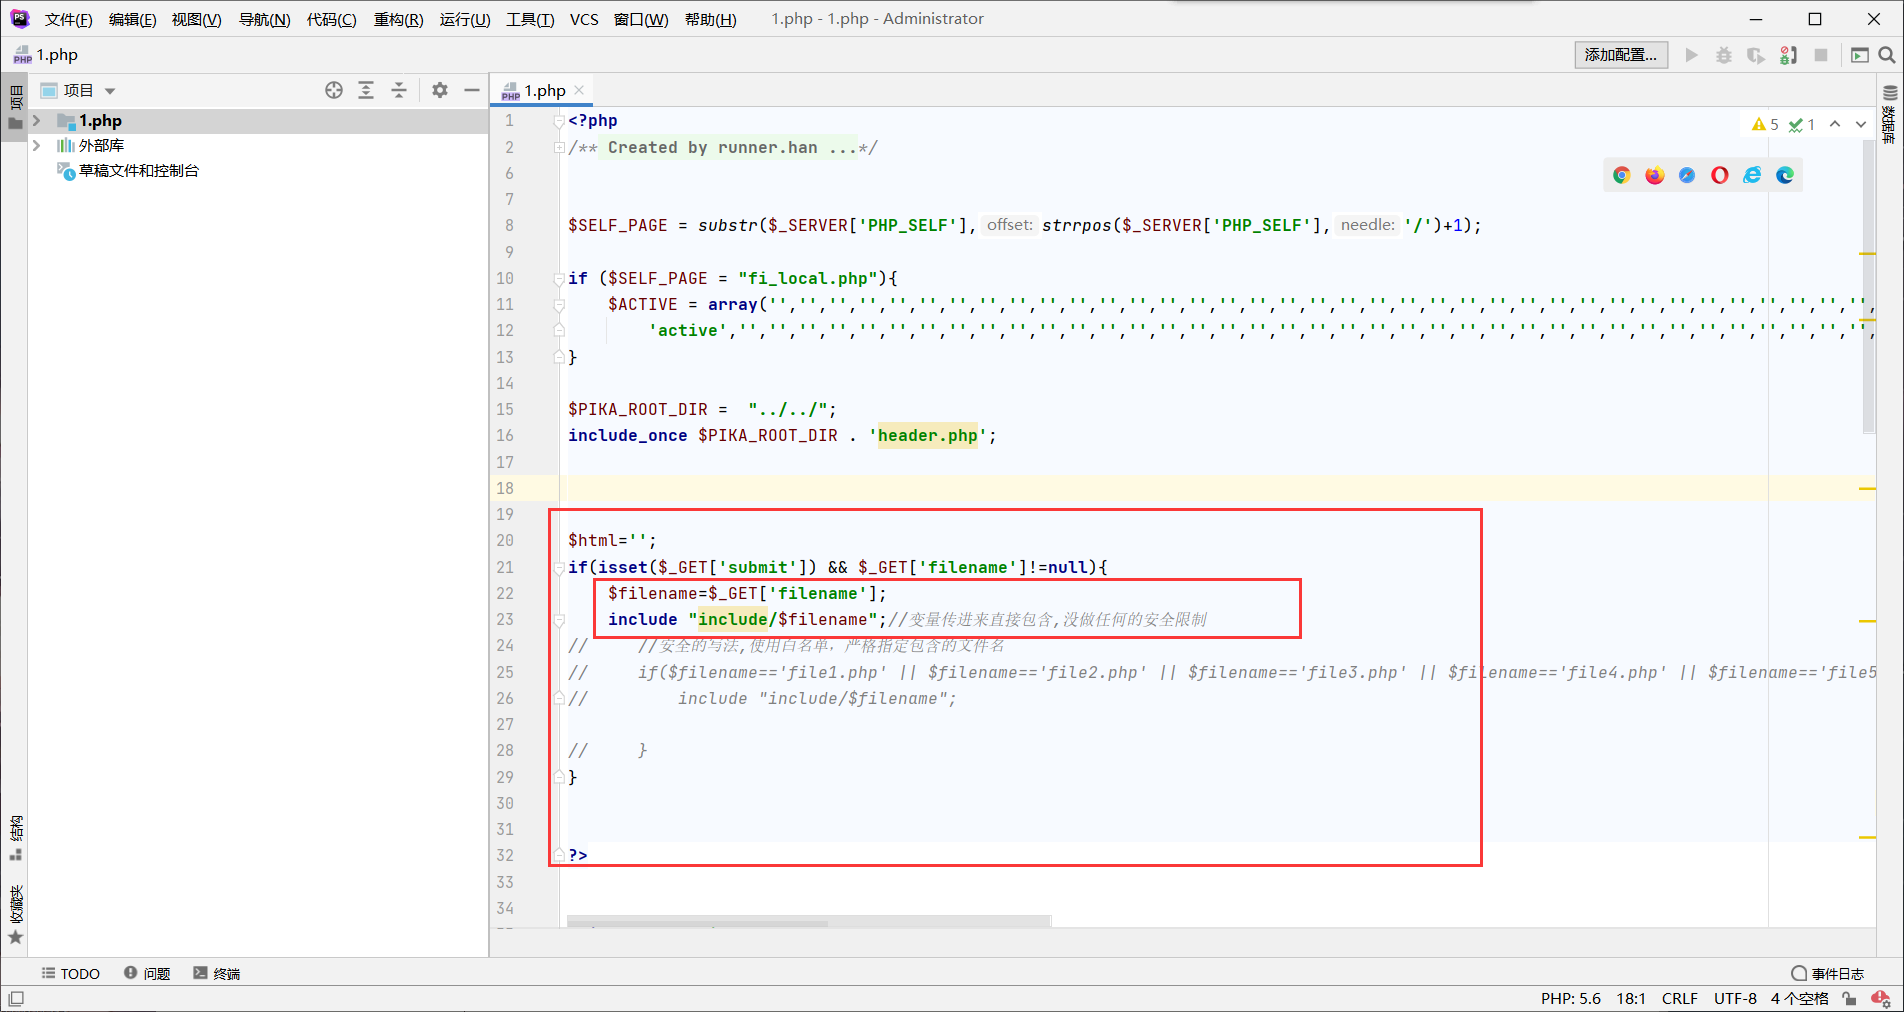 文件(F) 编辑(E) 视图(V) 导航(N) 代码(C) 重构(R) 运行(U) 工具(T) VCS 窗口(W) 帮助(H) 1.php - 1.php - Administrator
1.php
添加配置...
项目
项目
1.php
外部库
草稿文件和控制台
1.php
5 1
数据库
1 <?php
2 /** Created by runner.han ...*/
6
7
8 $SELF_PAGE = substr($_SERVER['PHP_SELF'], offset: strrpos($_SERVER['PHP_SELF'], needle: '/')+1);
9
10 if ($SELF_PAGE = "fi_local.php"){
11 $ACTIVE = array('','','','','','','','','','','','','','','','','','','','','','','','','','','','','','','','','','','','','',
12 'active','','','','','','','','','','','','','','','','','','','','','','','','','','','','','','','','','','','','','','',
13 }
14
15 $PIKA_ROOT_DIR =  "../../";
16 include_once $PIKA_ROOT_DIR . 'header.php';
17
18
19
20 $html='';
21 if(isset($_GET['submit']) && $_GET['filename']!=null){
22 $filename=$_GET['filename'];
23 include "include/$filename";//变量传进来直接包含,没做任何的安全限制
24 //     //安全的写法,使用白名单，严格指定包含的文件名
25 //     if($filename=='file1.php' || $filename=='file2.php' || $filename=='file3.php' || $filename=='file4.php' || $filename=='file5
26 //         include "include/$filename";
27
28 //     }
29 }
30
31
32 ?>
33
34
结构
收藏夹
TODO 问题 终端 事件日志
PHP: 5.6 18:1 CRLF UTF-8 4 个空格